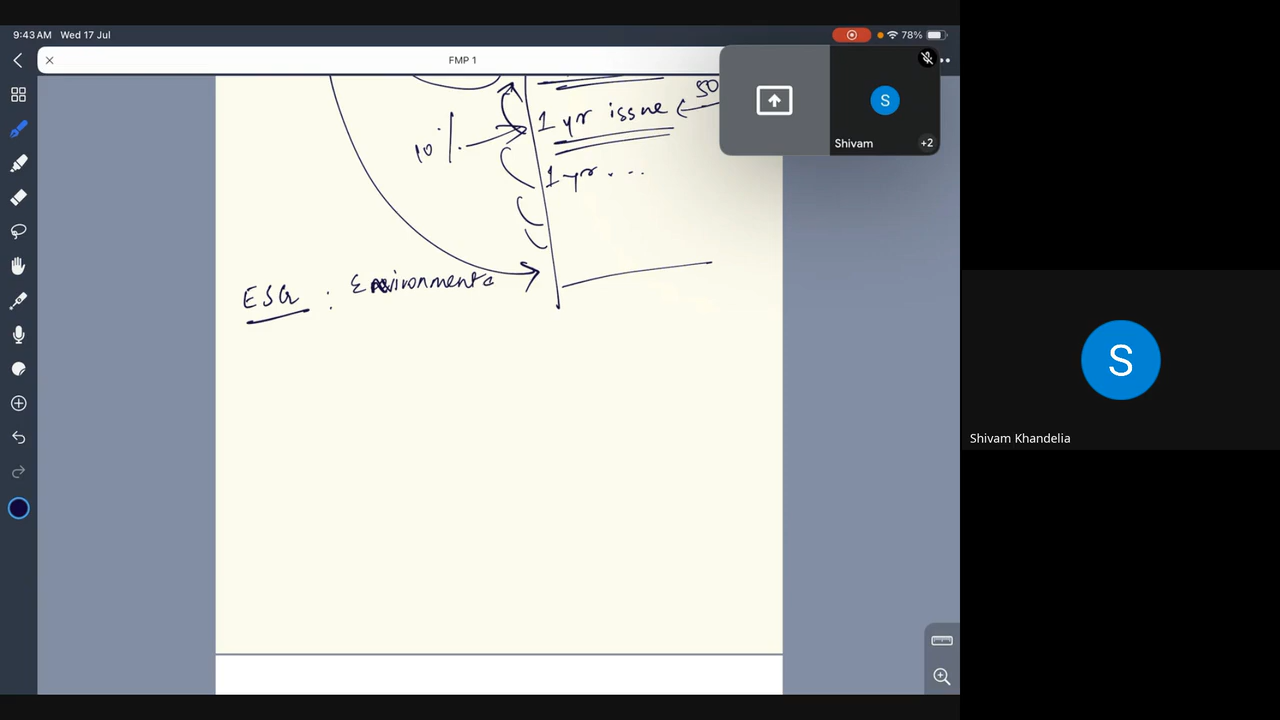 9:43 AM Wed 17 Jul
78%
FMP 1
S
Shivam
+2
50
1 yr issue
10%
1 yr . . .
ESG : Environmenta
S
Shivam Khandelia